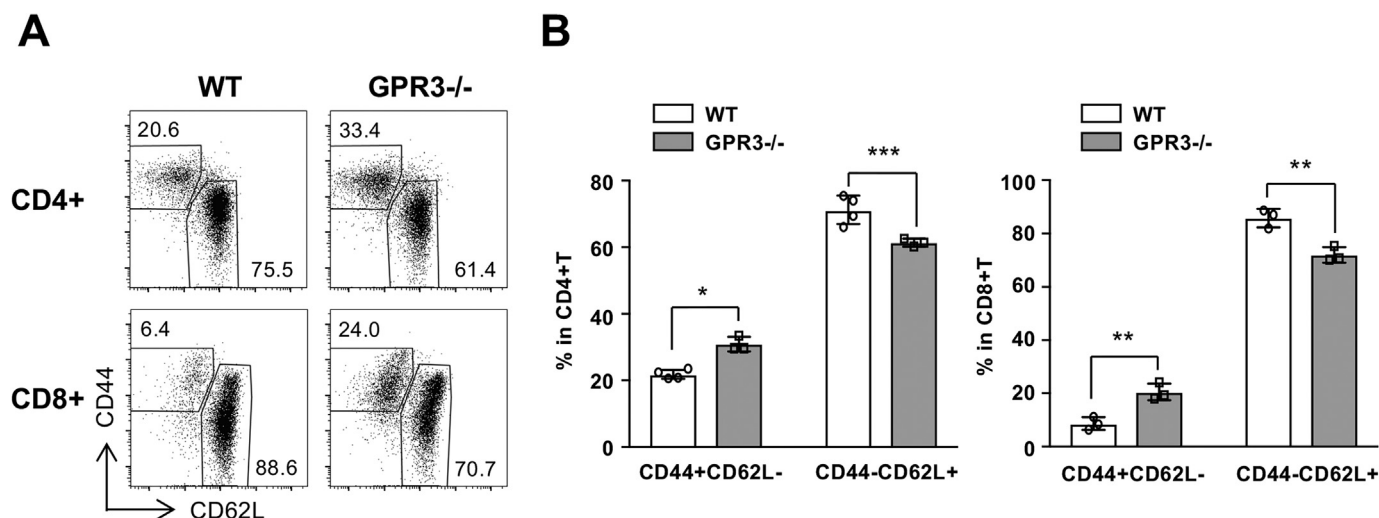 A
WT
GPR3-/-
CD4+
20.6
75.5
33.4
61.4
CD8+
6.4
88.6
24.0
70.7
CD44
CD62L
B
WT
GPR3-/-
% in CD4+T
80
60
40
20
0
*
***
CD44+CD62L-
CD44-CD62L+
WT
GPR3-/-
% in CD8+T
100
80
60
40
20
0
**
**
CD44+CD62L-
CD44-CD62L+